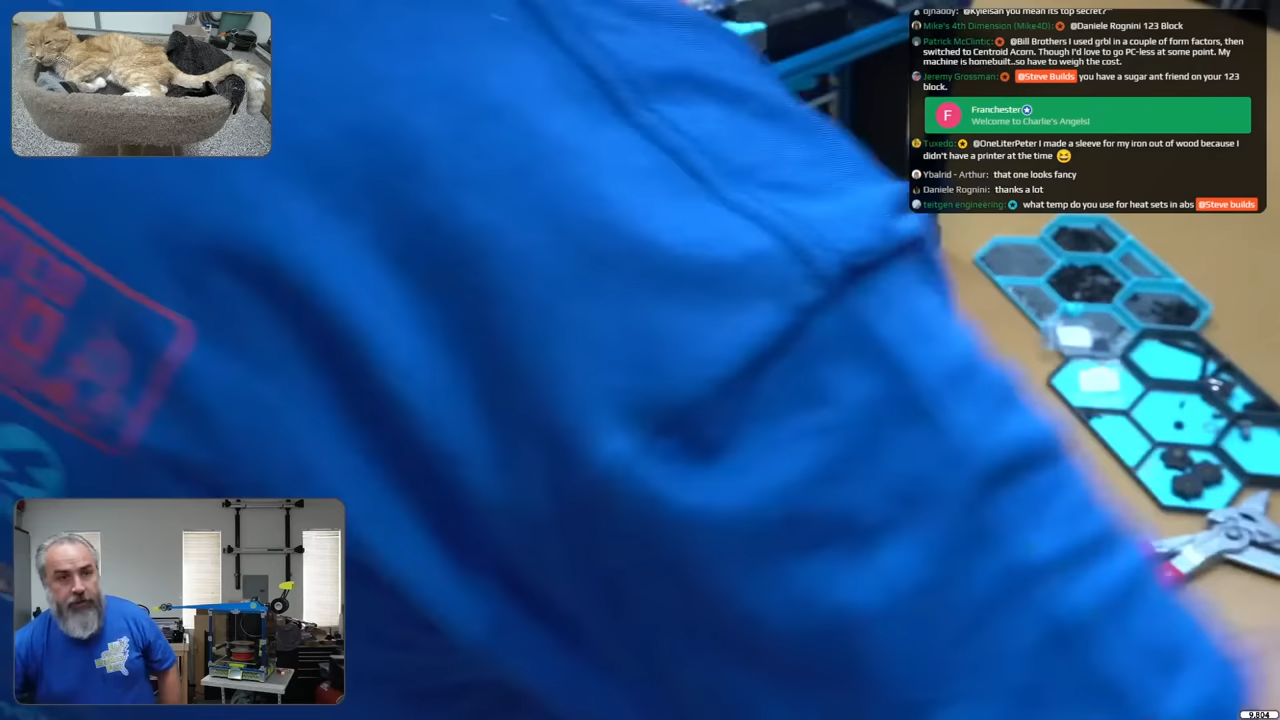 djnaddy: @Kyleisan you mean its top secret?
Mike's 4th Dimension (Mike4D): @Daniele Rognini 123 Block
Patrick McClintic: @Bill Brothers I used grbl in a couple of form factors, then
switched to Centroid Acorn. Though I'd love to go PC-less at some point. My
machine is homebuilt..so have to weigh the cost.
Jeremy Grossman: @Steve Builds you have a sugar ant friend on your 123
block.
F
Franchester
Welcome to Charlie's Angels!
Tuxedo: @OneLiterPeter I made a sleeve for my iron out of wood because I
didn't have a printer at the time 😆
Ybalrid - Arthur: that one looks fancy
Daniele Rognini: thanks a lot
teitgen engineering: what temp do you use for heat sets in abs @Steve builds
9,804